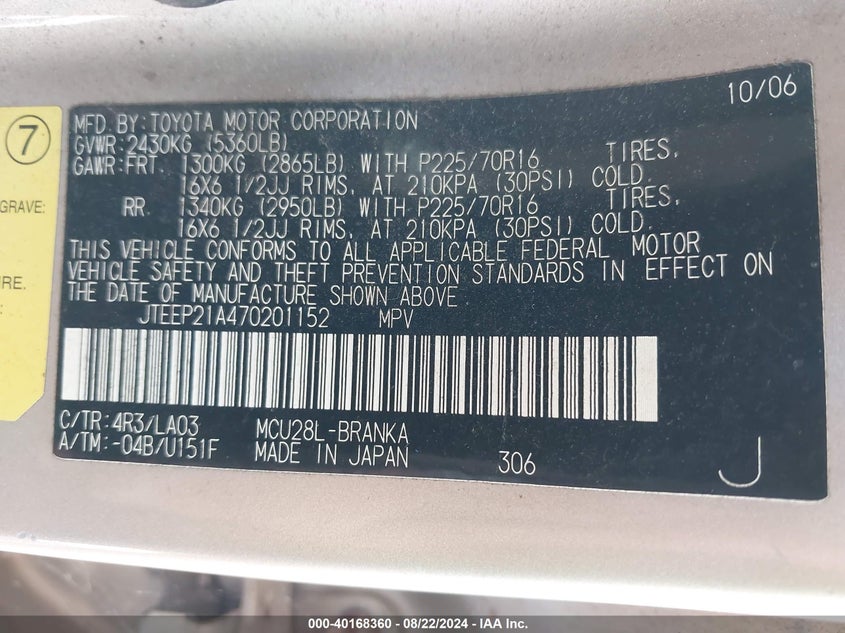 10/06
7
MFD. BY: TOYOTA MOTOR CORPORATION
GVWR: 2430KG (5360LB)
GAWR: FRT. 1300KG (2865LB) WITH P225/70R16 TIRES,
16X6 1/2JJ RIMS, AT 210KPA (30PSI) COLD.
RR. 1340KG (2950LB) WITH P225/70R16 TIRES,
16X6 1/2JJ RIMS, AT 210KPA (30PSI) COLD.
THIS VEHICLE CONFORMS TO ALL APPLICABLE FEDERAL MOTOR
VEHICLE SAFETY AND THEFT PREVENTION STANDARDS IN EFFECT ON
THE DATE OF MANUFACTURE SHOWN ABOVE
JTEEP21A470201152 MPV
C/TR: 4R3/LA03 MCU28L-BRANKA
A/TM: -04B/U151F MADE IN JAPAN 306 J
GRAVE:
URE.
000-40168360 - 08/22/2024 - IAA Inc.